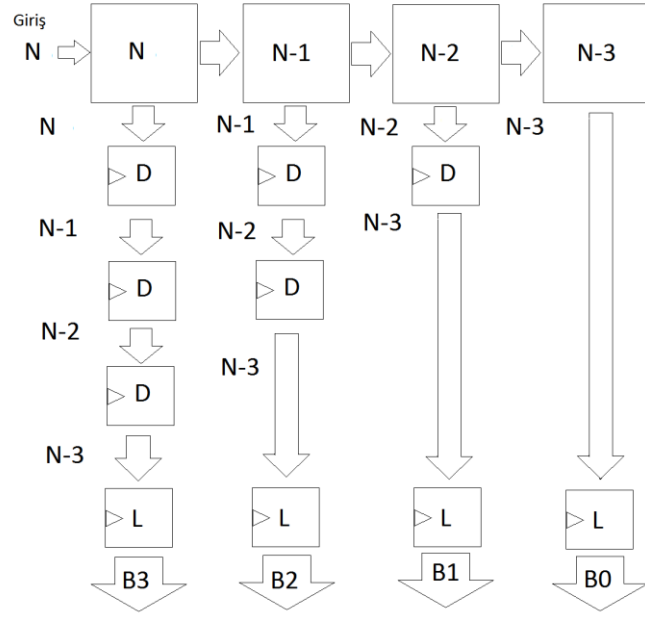 Giriş
N N N-1 N-2 N-3
N N-1 N-2 N-3
D D D
N-1 N-2 N-3
D D
N-2 N-3
D
N-3
L L L L
B3 B2 B1 B0